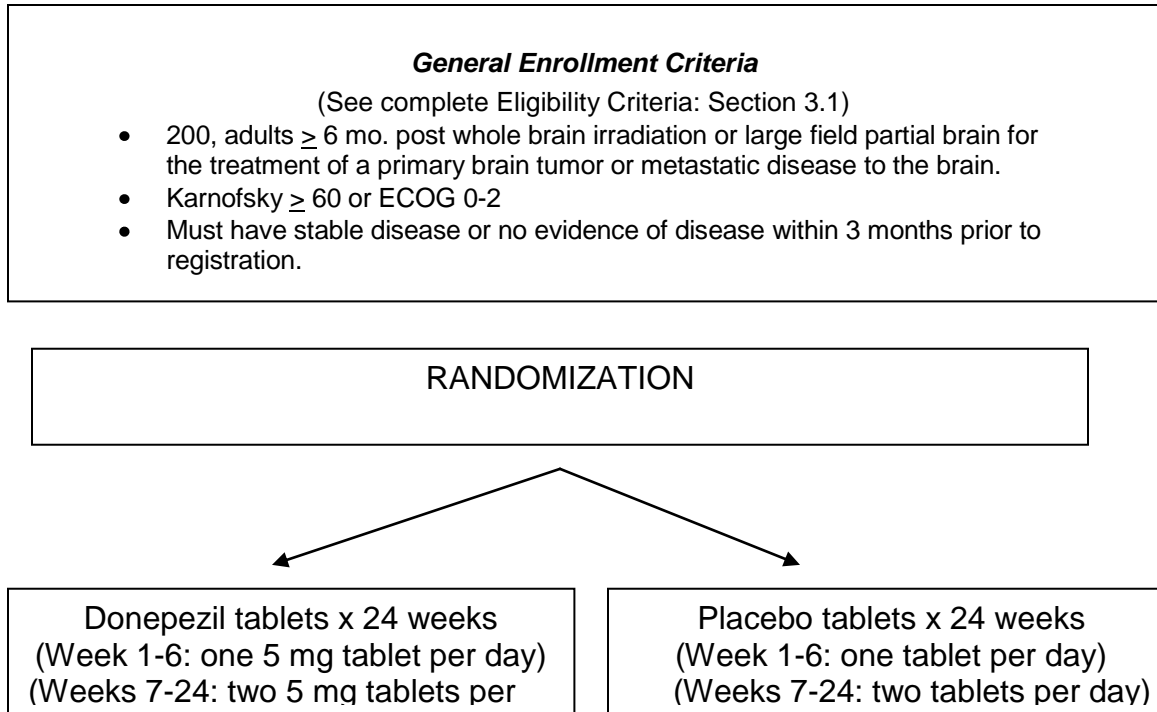 General Enrollment Criteria
(See complete Eligibility Criteria: Section 3.1)
• 200, adults > 6 mo. post whole brain irradiation or large field partial brain for
the treatment of a primary brain tumor or metastatic disease to the brain.
• Karnofsky > 60 or ECOG 0-2
• Must have stable disease or no evidence of disease within 3 months prior to
registration.
RANDOMIZATION
Donepezil tablets x 24 weeks
(Week 1-6: one 5 mg tablet per day)
(Weeks 7-24: two 5 mg tablets per
Placebo tablets x 24 weeks
(Week 1-6: one tablet per day)
(Weeks 7-24: two tablets per day)